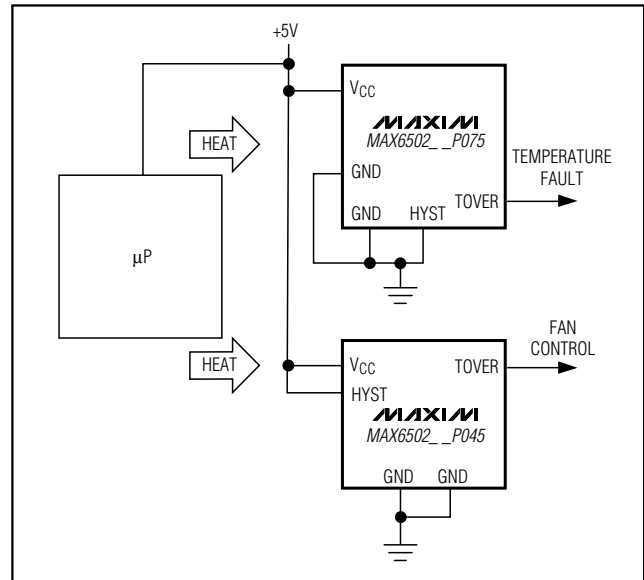 +5V
VCC
MAXIM
MAX6502_ _P075
GND
GND
HYST
TOVER
TEMPERATURE
FAULT
HEAT
μP
HEAT
VCC
HYST
TOVER
MAXIM
MAX6502_ _P045
GND
GND
FAN
CONTROL